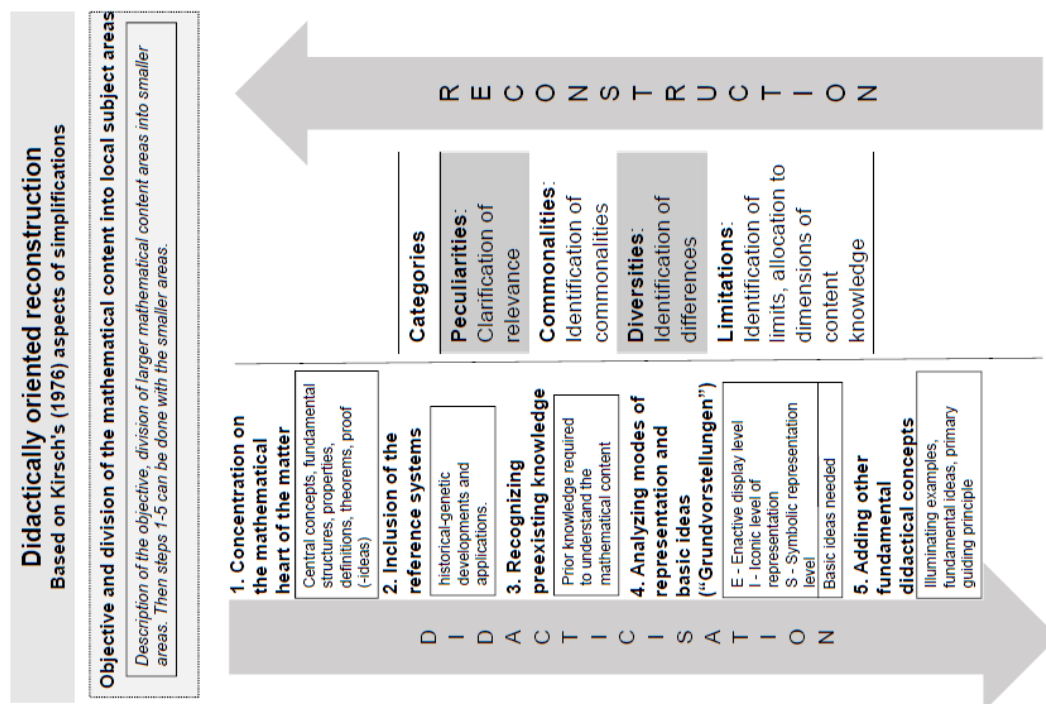 Didactically oriented reconstruction
Based on Kirsch's (1976) aspects of simplifications
Objective and division of the mathematical content into local subject areas
Description of the objective, division of larger mathematical content areas into smaller
areas. Then steps 1-5 can be done with the smaller areas.
DIDACTICISATION
1. Concentration on
the mathematical
heart of the matter
Central concepts, fundamental
structures, properties,
definitions, theorems, proof
(-ideas)
2. Inclusion of the
reference systems
historical-genetic
developments and
applications.
3. Recognizing
preexisting knowledge
Prior knowledge required
to understand the
mathematical content
4. Analyzing modes of
representation and
basic ideas
(“Grundvorstellungen”)
E - Enactive display level
I - Iconic level of
representation
S - Symbolic representation
level
Basic ideas needed
5. Adding other
fundamental
didactical concepts
Illuminating examples,
fundamental ideas, primary
guiding principle
Categories
Peculiarities:
Clarification of
relevance
Commonalities:
Identification of
commonalities
Diversities:
Identification of
differences
Limitations:
Identification of
limits, allocation to
dimensions of
content
knowledge
RECONSTRUCTION